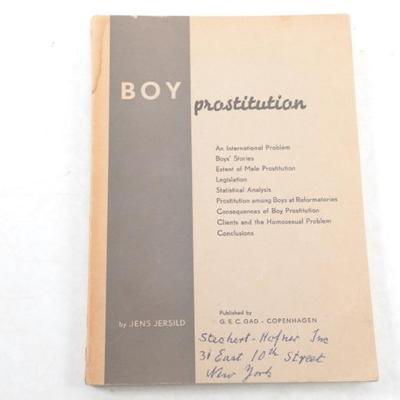 BOY prostitution
An International Problem
Boys' Stories
Extent of Male Prostitution
Legislation
Statistical Analysis
Prostitution among Boys at Reformatories
Consequences of Boy Prostitution
Clients and the Homosexual Problem
Conclusions
by JENS JERSILD
Published by
G. E. C. GAD - COPENHAGEN
Stechert-Hafner Inc
31 East 10th Street
New York